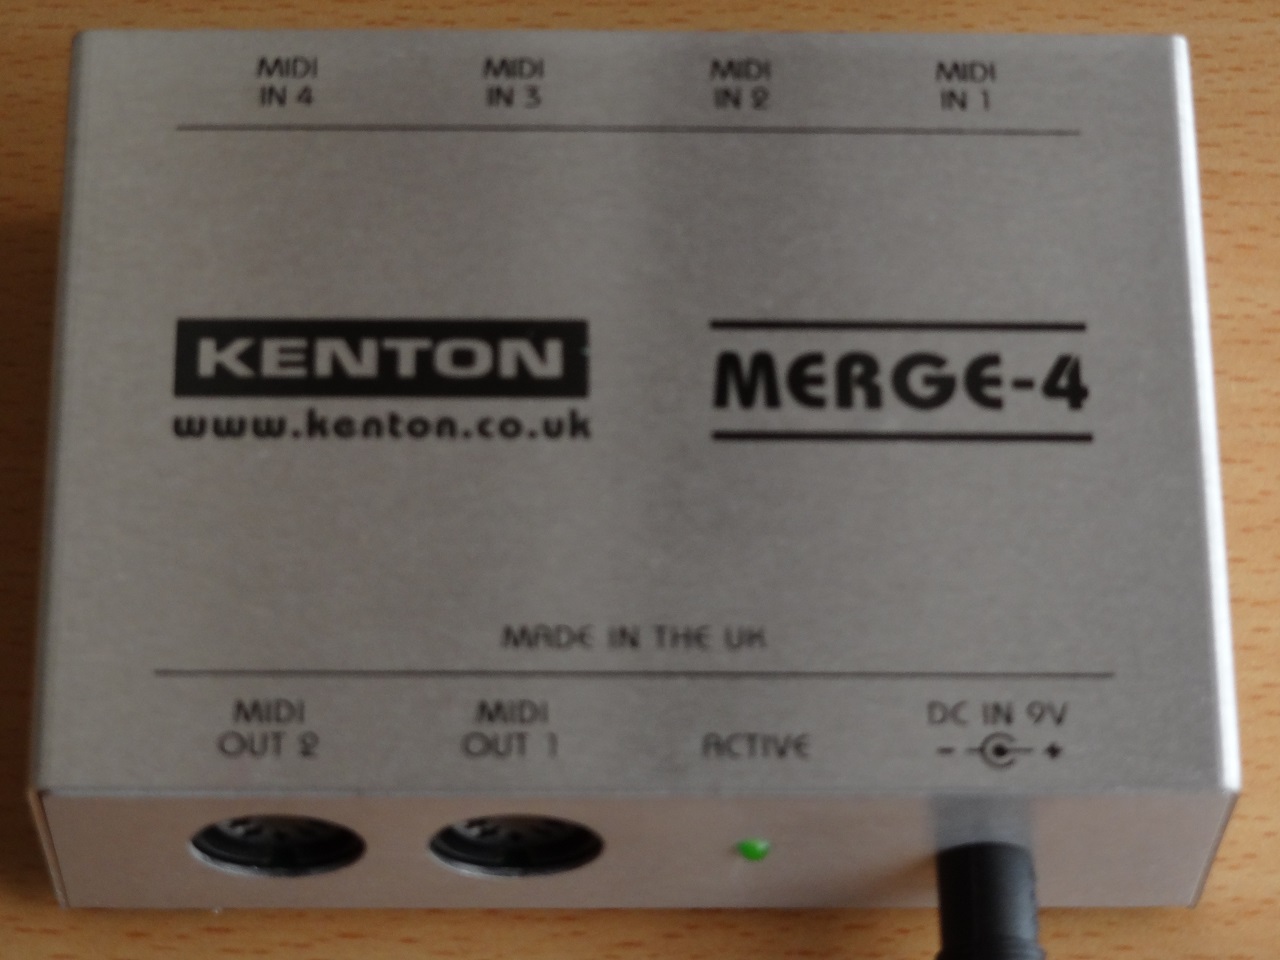 MIDI IN 4
MIDI IN 3
MIDI IN 2
MIDI IN 1
KENTON
www.kenton.co.uk
MERGE-4
MADE IN THE UK
MIDI OUT 2
MIDI OUT 1
ACTIVE
DC IN 9V
- +